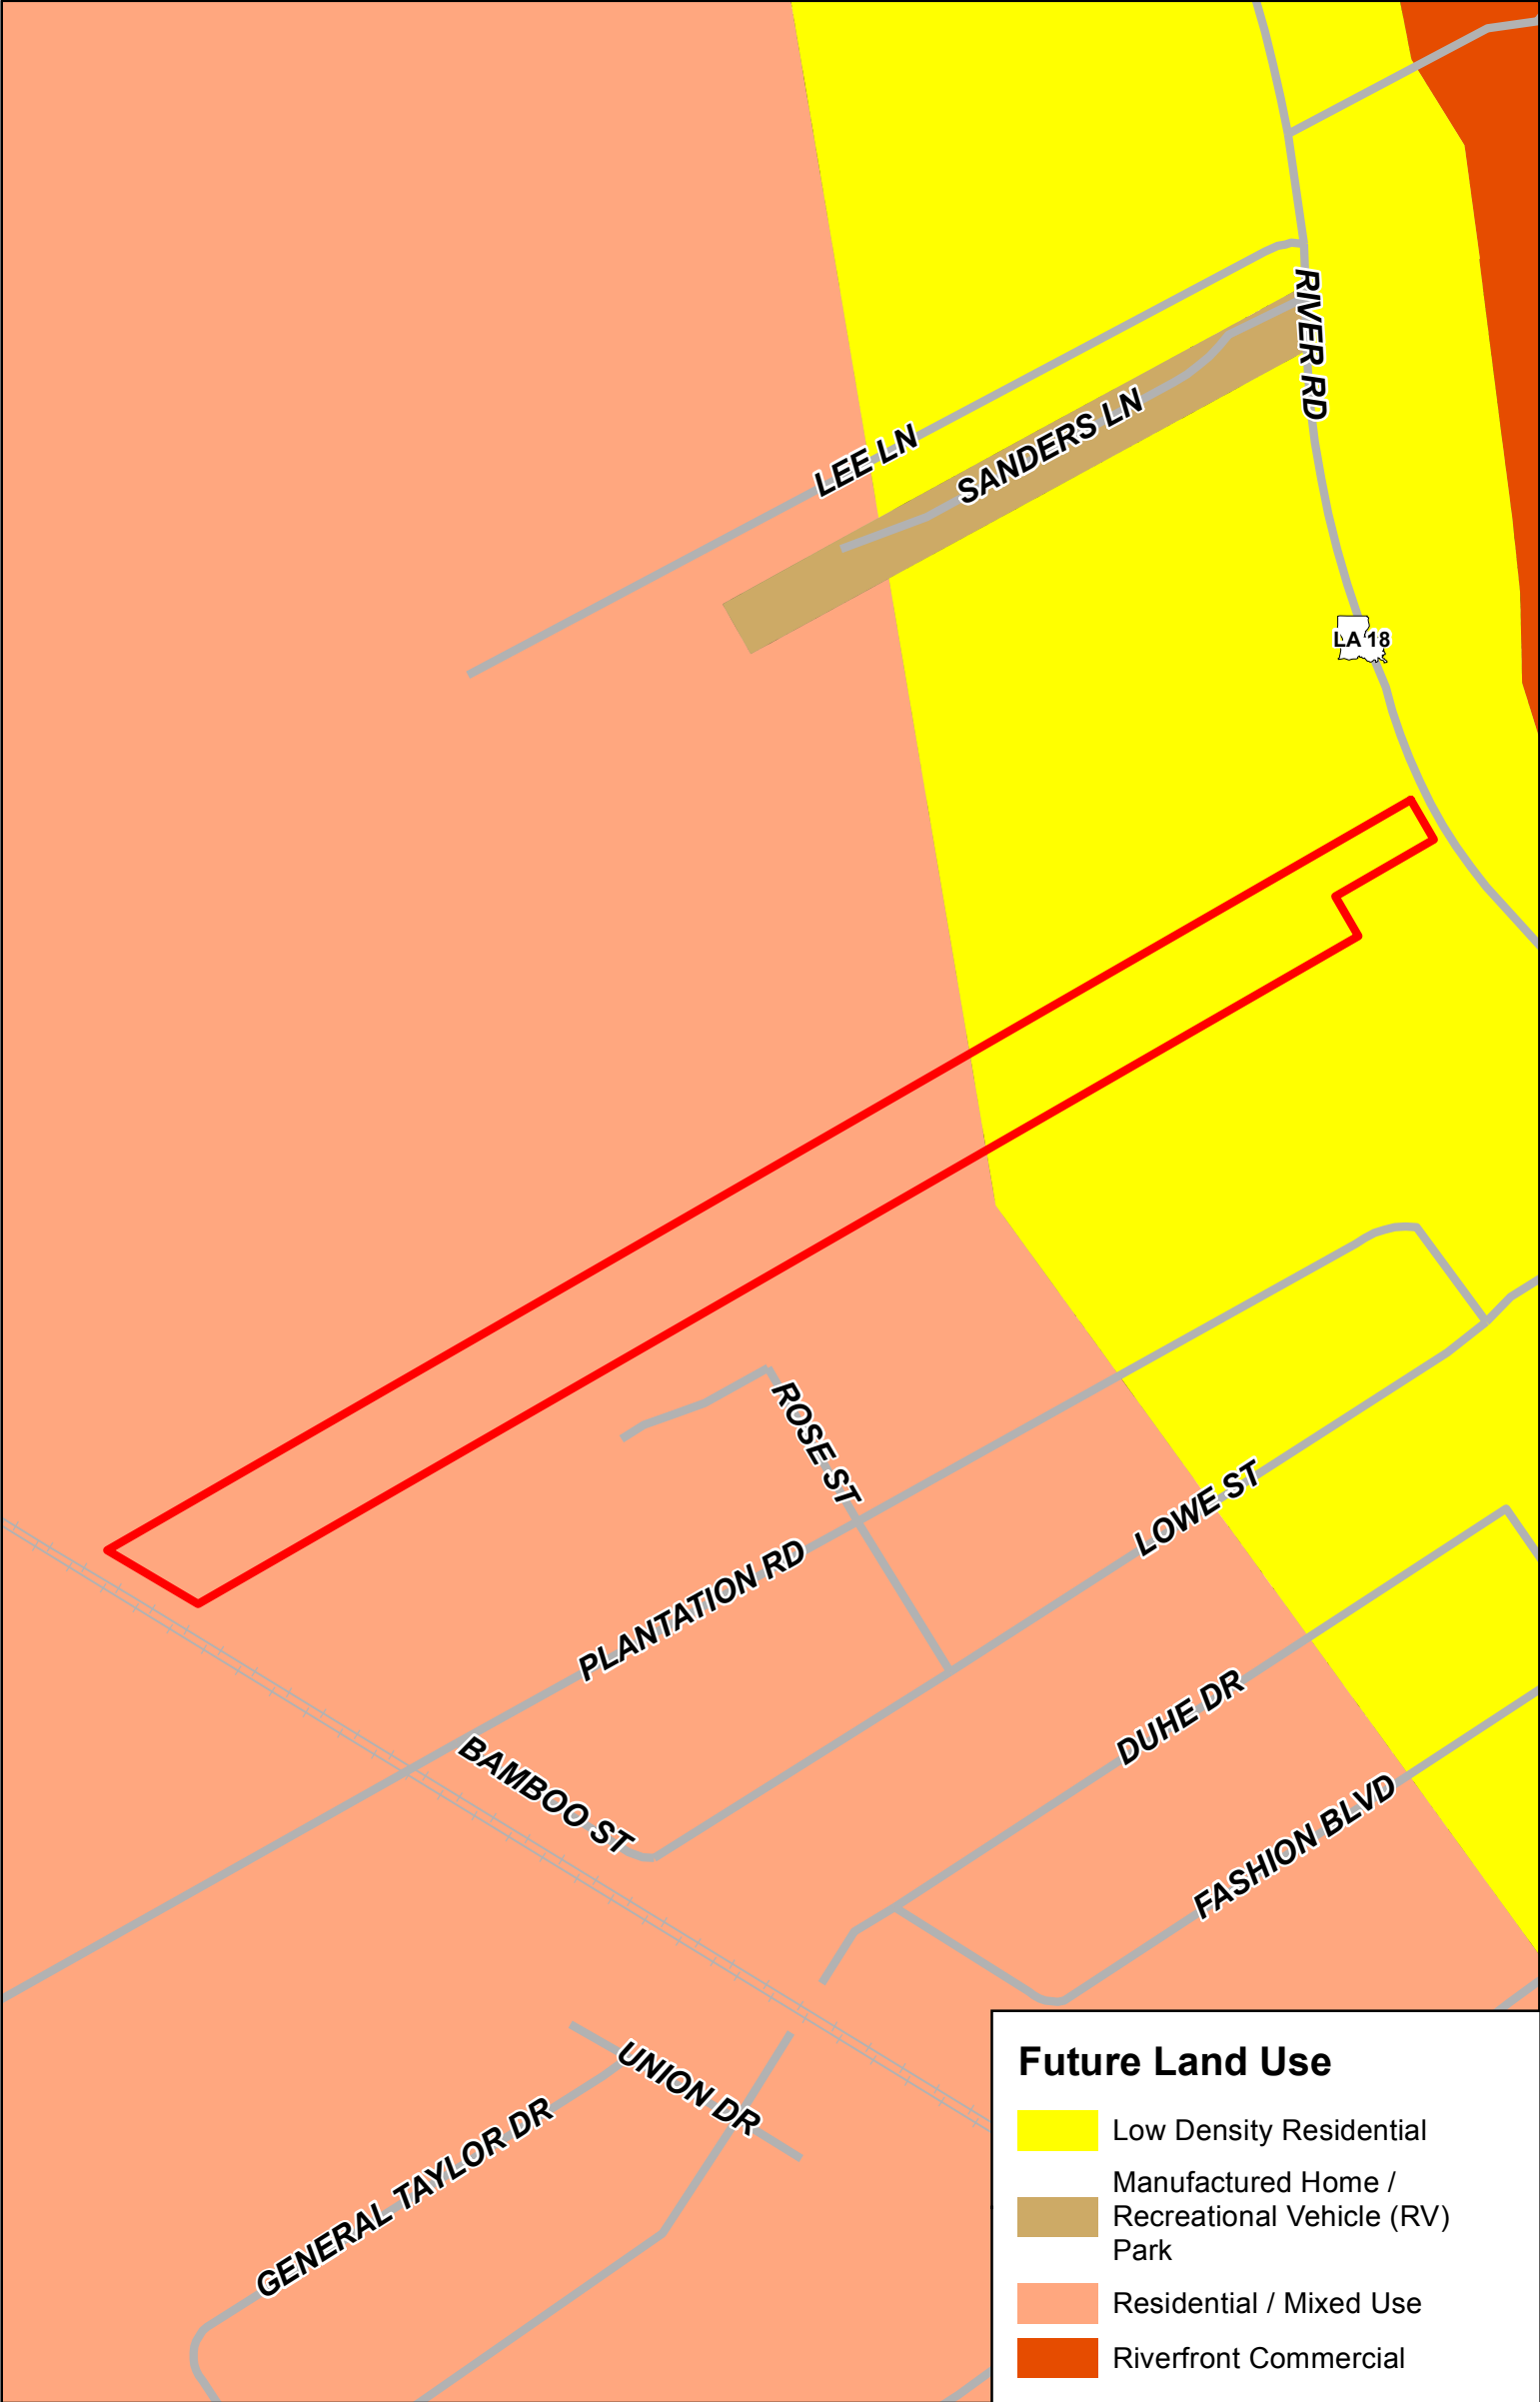 RIVER RD
LEE LN
SANDERS LN
LA 18
ROSE ST
LOWE ST
PLANTATION RD
DUHE DR
BAMBOO ST
FASHION BLVD
UNION DR
GENERAL TAYLOR DR
Future Land Use
Low Density Residential
Manufactured Home /
Recreational Vehicle (RV)
Park
Residential / Mixed Use
Riverfront Commercial